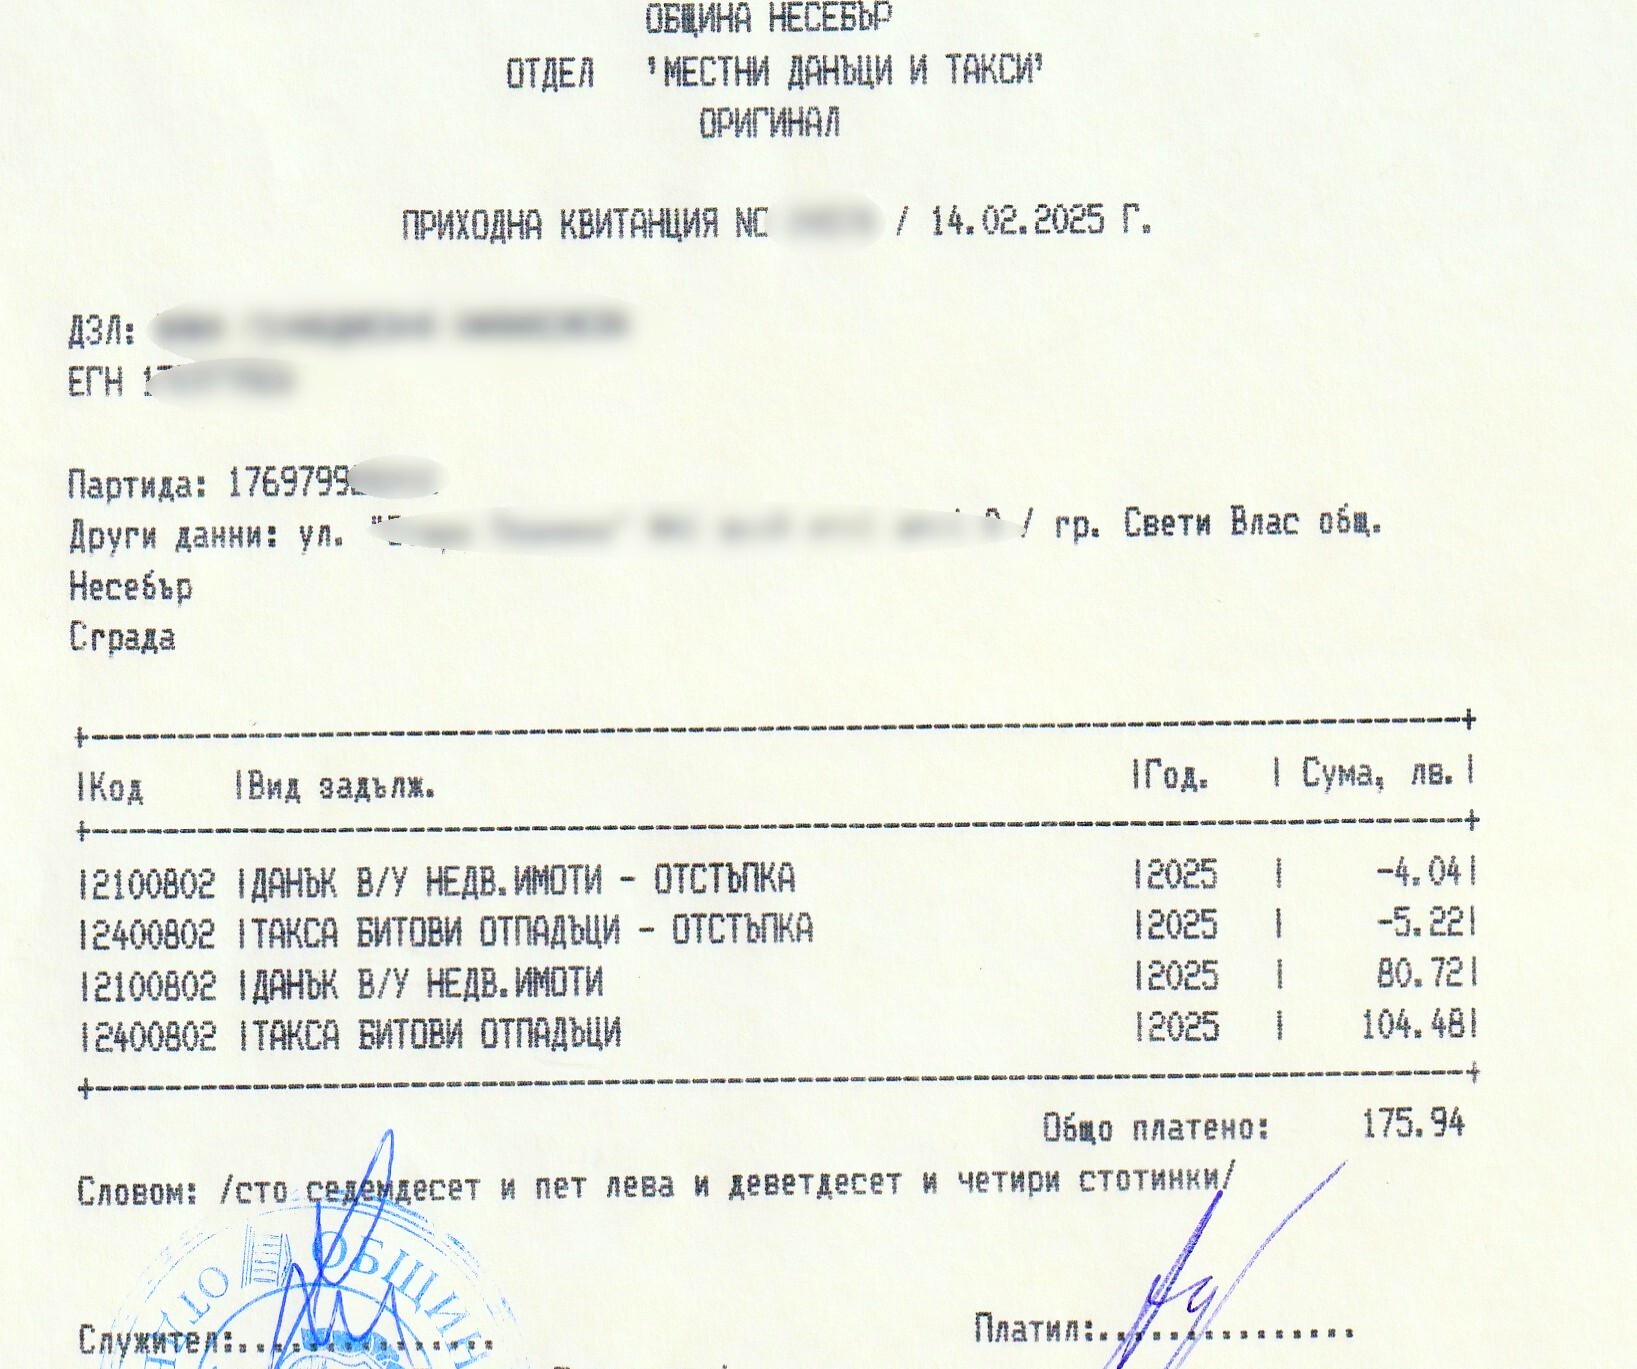 ОБЩИНА НЕСЕБЪР
ОТДЕЛ 'МЕСТНИ ДАНЪЦИ И ТАКСИ'
ОРИГИНАЛ
ПРИХОДНА КВИТАНЦИЯ NO / 14.02.2025 Г.
ДЗЛ:
ЕГН
Партида: 1769799
Други данни: ул. / гр. Свети Влас общ.
Несебър
Сграда
|Код |Вид задълж. |Год. | Сума, лв.|
|2100802 |ДАНЪК В/У НЕДВ.ИМОТИ - ОТСТЪПКА |2025 | -4.04|
|2400802 |ТАКСА БИТОВИ ОТПАДЪЦИ - ОТСТЪПКА |2025 | -5.22|
|2100802 |ДАНЪК В/У НЕДВ.ИМОТИ |2025 | 80.72|
|2400802 |ТАКСА БИТОВИ ОТПАДЪЦИ |2025 | 104.48|
Общо платено: 175.94
Словом: /сто седемдесет и пет лева и деветдесет и четири стотинки/
ОБЩИН
Служител:................ Платил:................